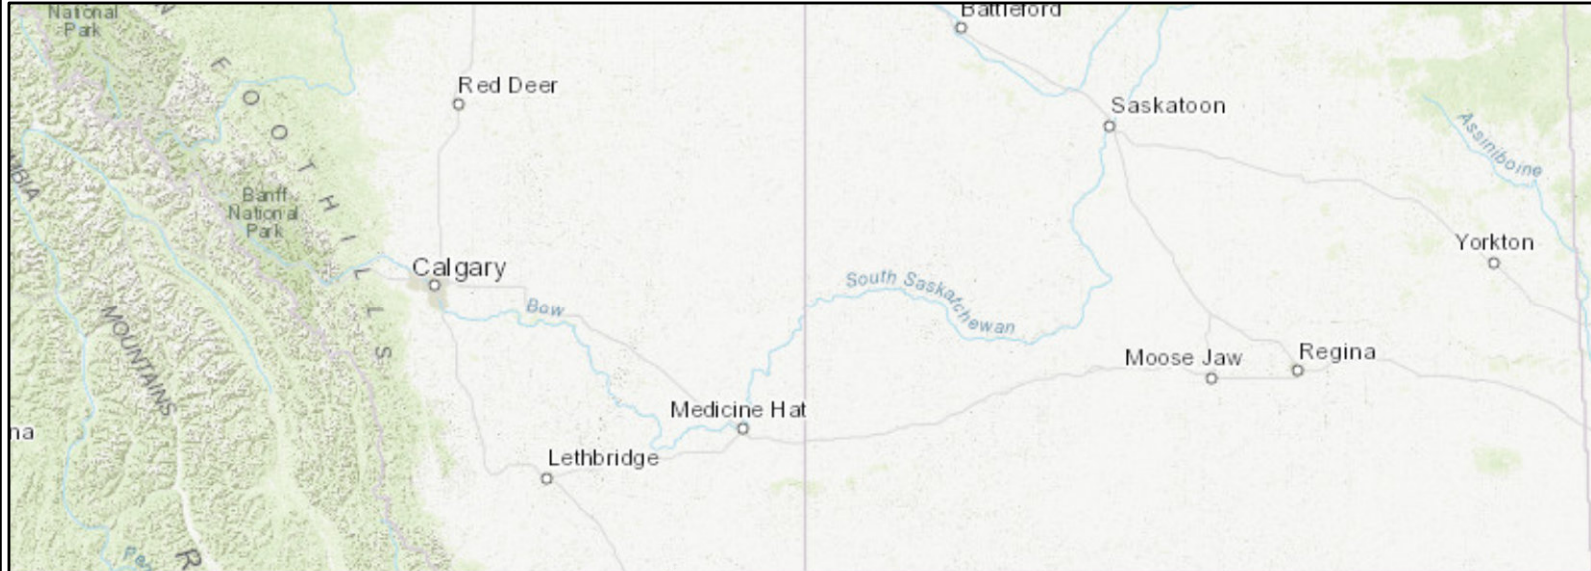 National
Park
Battleford
Red Deer
Saskatoon
FOOTHILLS
Assiniboine
Banff
National
Park
Yorkton
Calgary
South Saskatchewan
Bow
MOUNTAINS
Moose Jaw
Regina
Medicine Hat
na
Lethbridge
R